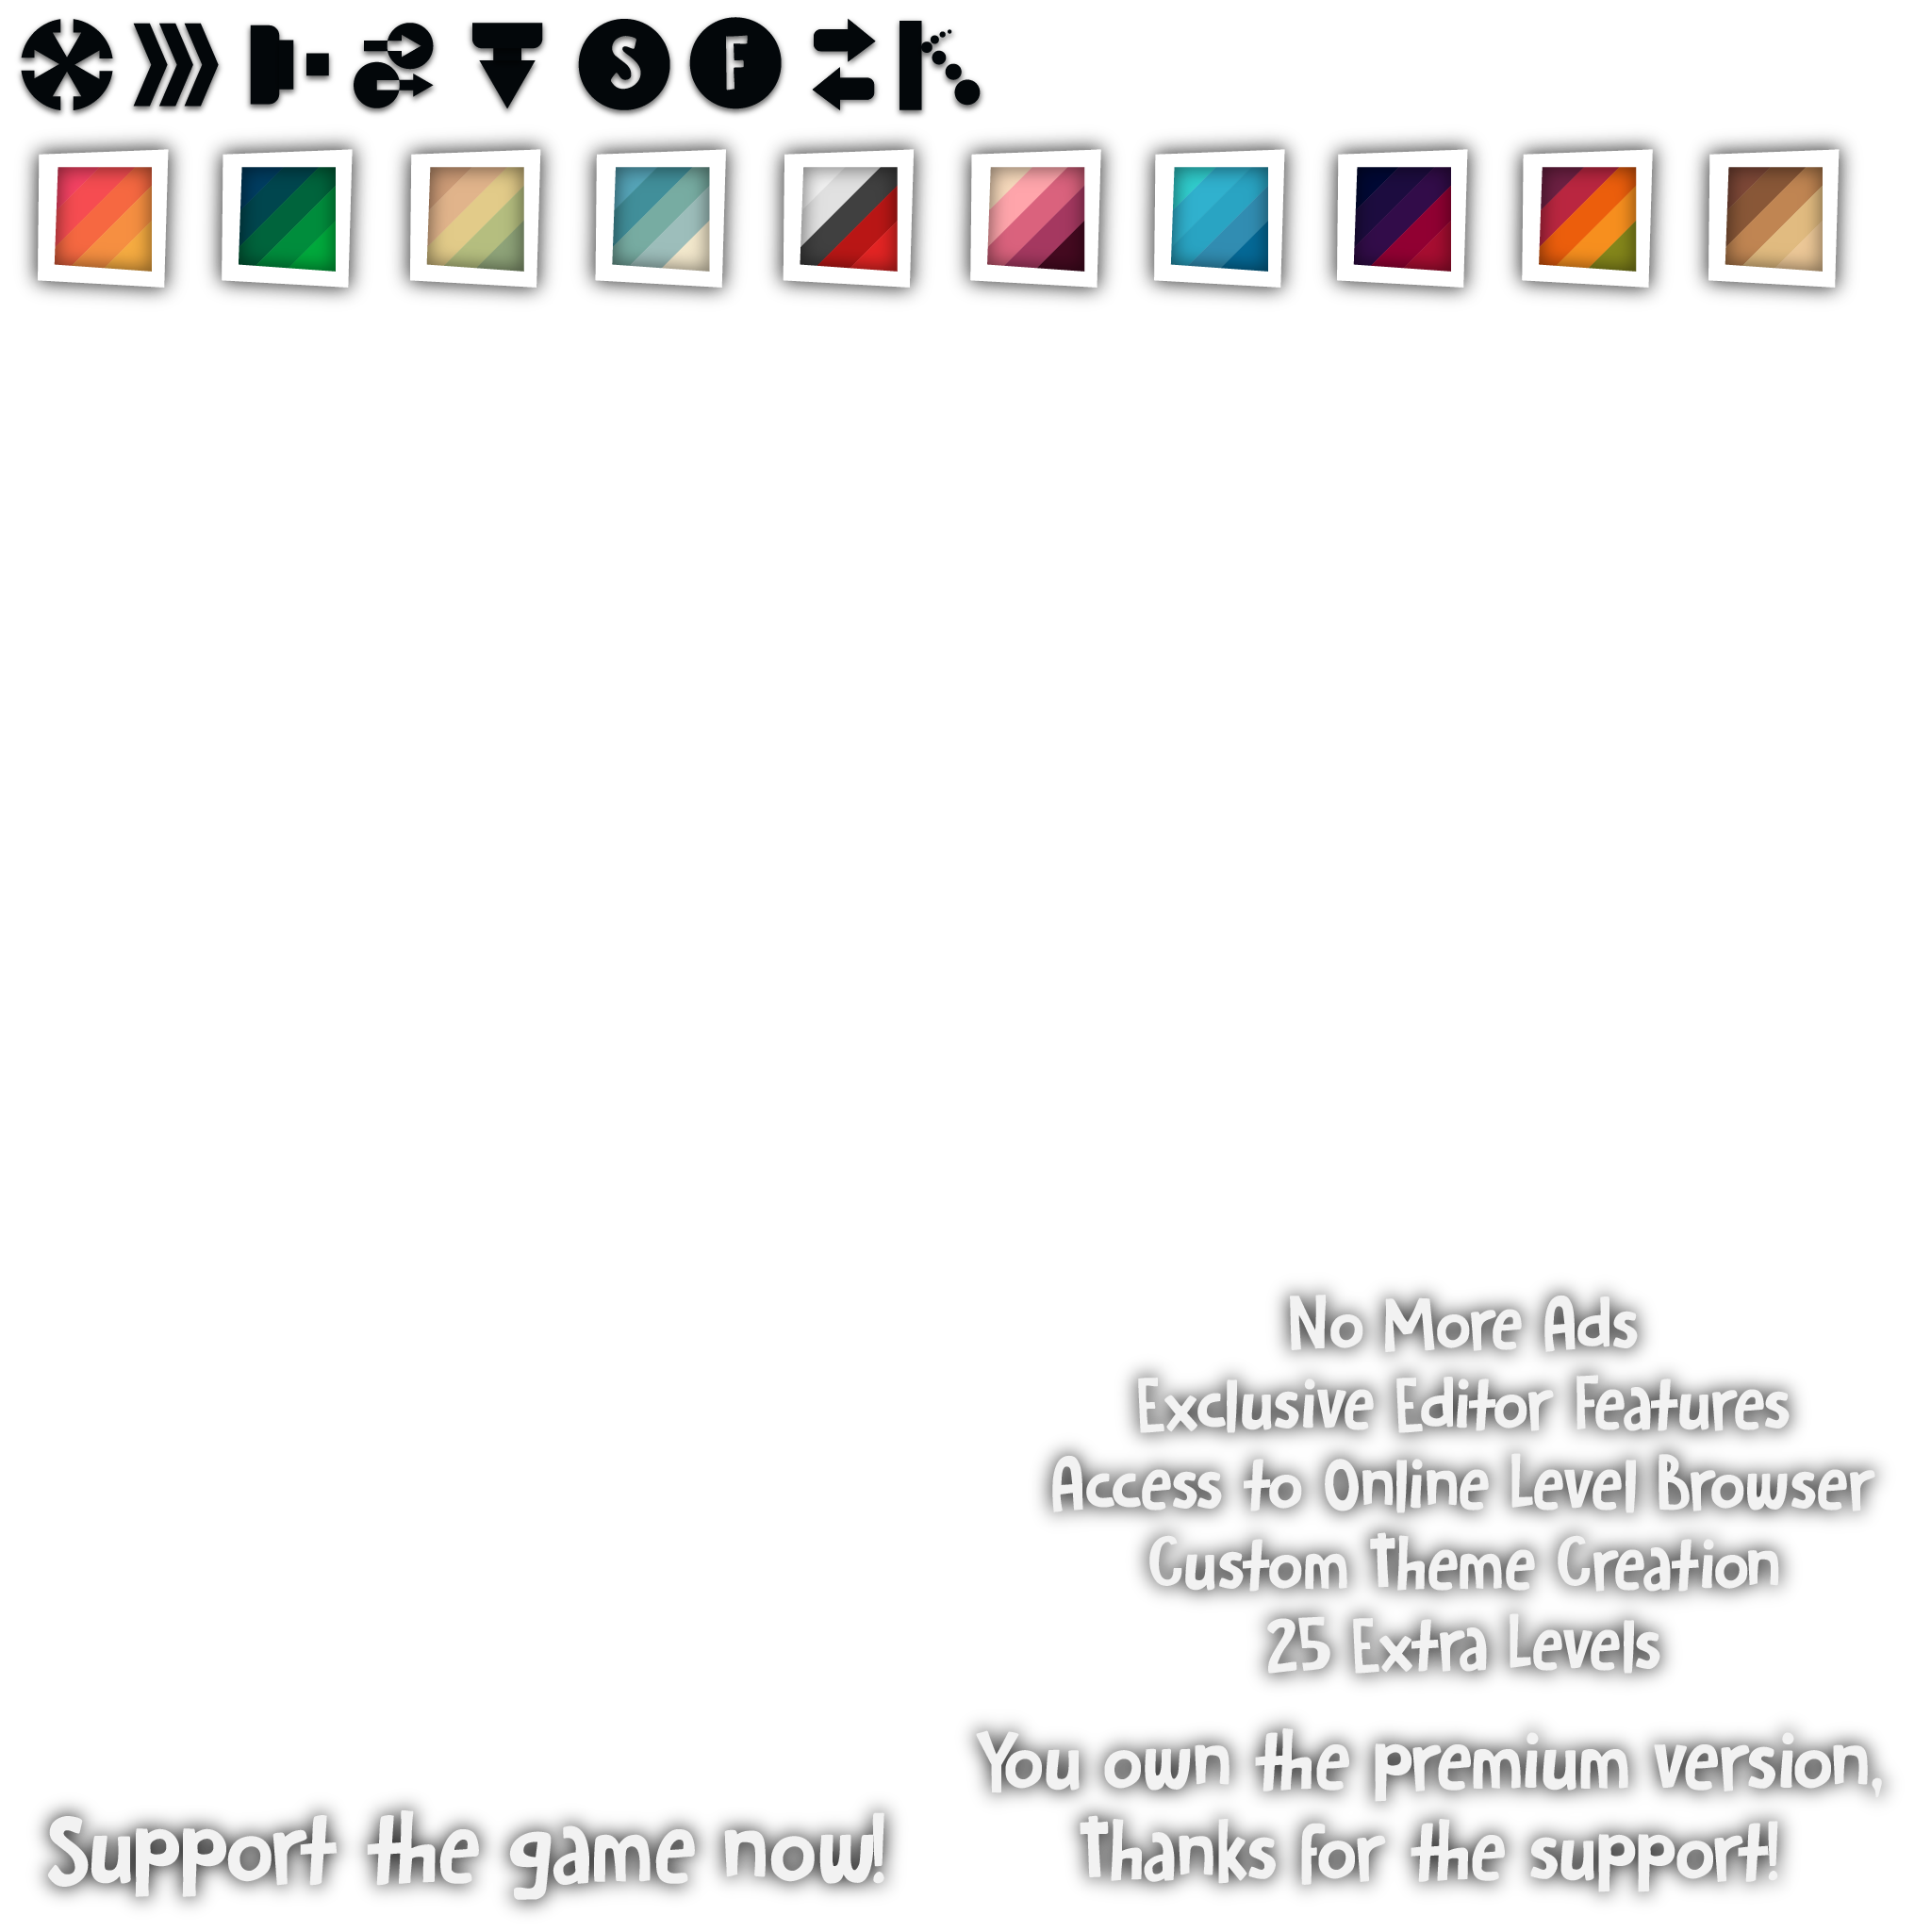 S F
No More Ads
Exclusive Editor Features
Access to Online Level Browser
Custom Theme Creation
25 Extra Levels
You own the premium version,
Thanks for the support!
Support the game now!